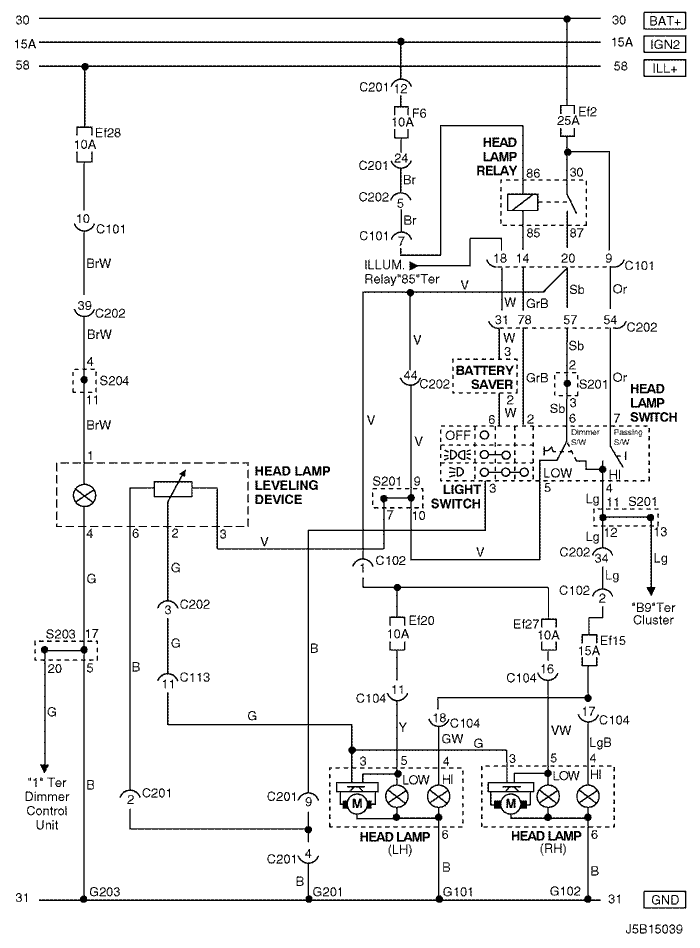 30 30 BAT+
15A 15A IGN2
58 58 ILL+
C201 12
F6
10A
Ef2
25A
Ef28
10A
24
C201
Br
C202
5
Br
C101
7
HEAD
LAMP
RELAY
86 30
85 87
10
C101
BrW
39
C202
BrW
4
S204
11
BrW
1
ILLUM.
Relay"85"Ter
18 14 20 9 C101
V
W GrB Sb Or
31 78 57 54 C202
V
44
C202
V
V
W
3
BATTERY
SAVER
2
W
GrB
Sb
2
S201
3
Sb
Or
HEAD
LAMP
SWITCH
6 2 6 7
OFF
Dimmer
S/W
Passing
S/W
LOW HI
LIGHT
SWITCH
3 5 4
HEAD LAMP
LEVELING
DEVICE
4 6 2 3
S201 9
7 10
V
V
Lg
11 S201
12 13
Lg
C202
34
Lg
C102
2
Lg
"B9"Ter
Cluster
1
C102
G
G
3 C202
G
11 C113
B
B
S203 17
20 5
G
B
"1" Ter
Dimmer
Control
Unit
2 C201
Ef20
10A
Ef27
10A
Ef15
15A
11
C104
16
C104
18
C104
17
C104
G
Y
GW
G
VW
LgB
3 5 4
LOW HI
M
6
HEAD LAMP
(LH)
3 5 4
LOW HI
M
6
HEAD LAMP
(RH)
C201 9
C201 4
B
B
B
31 G203 G201 G101 G102 31 GND
J5B15039